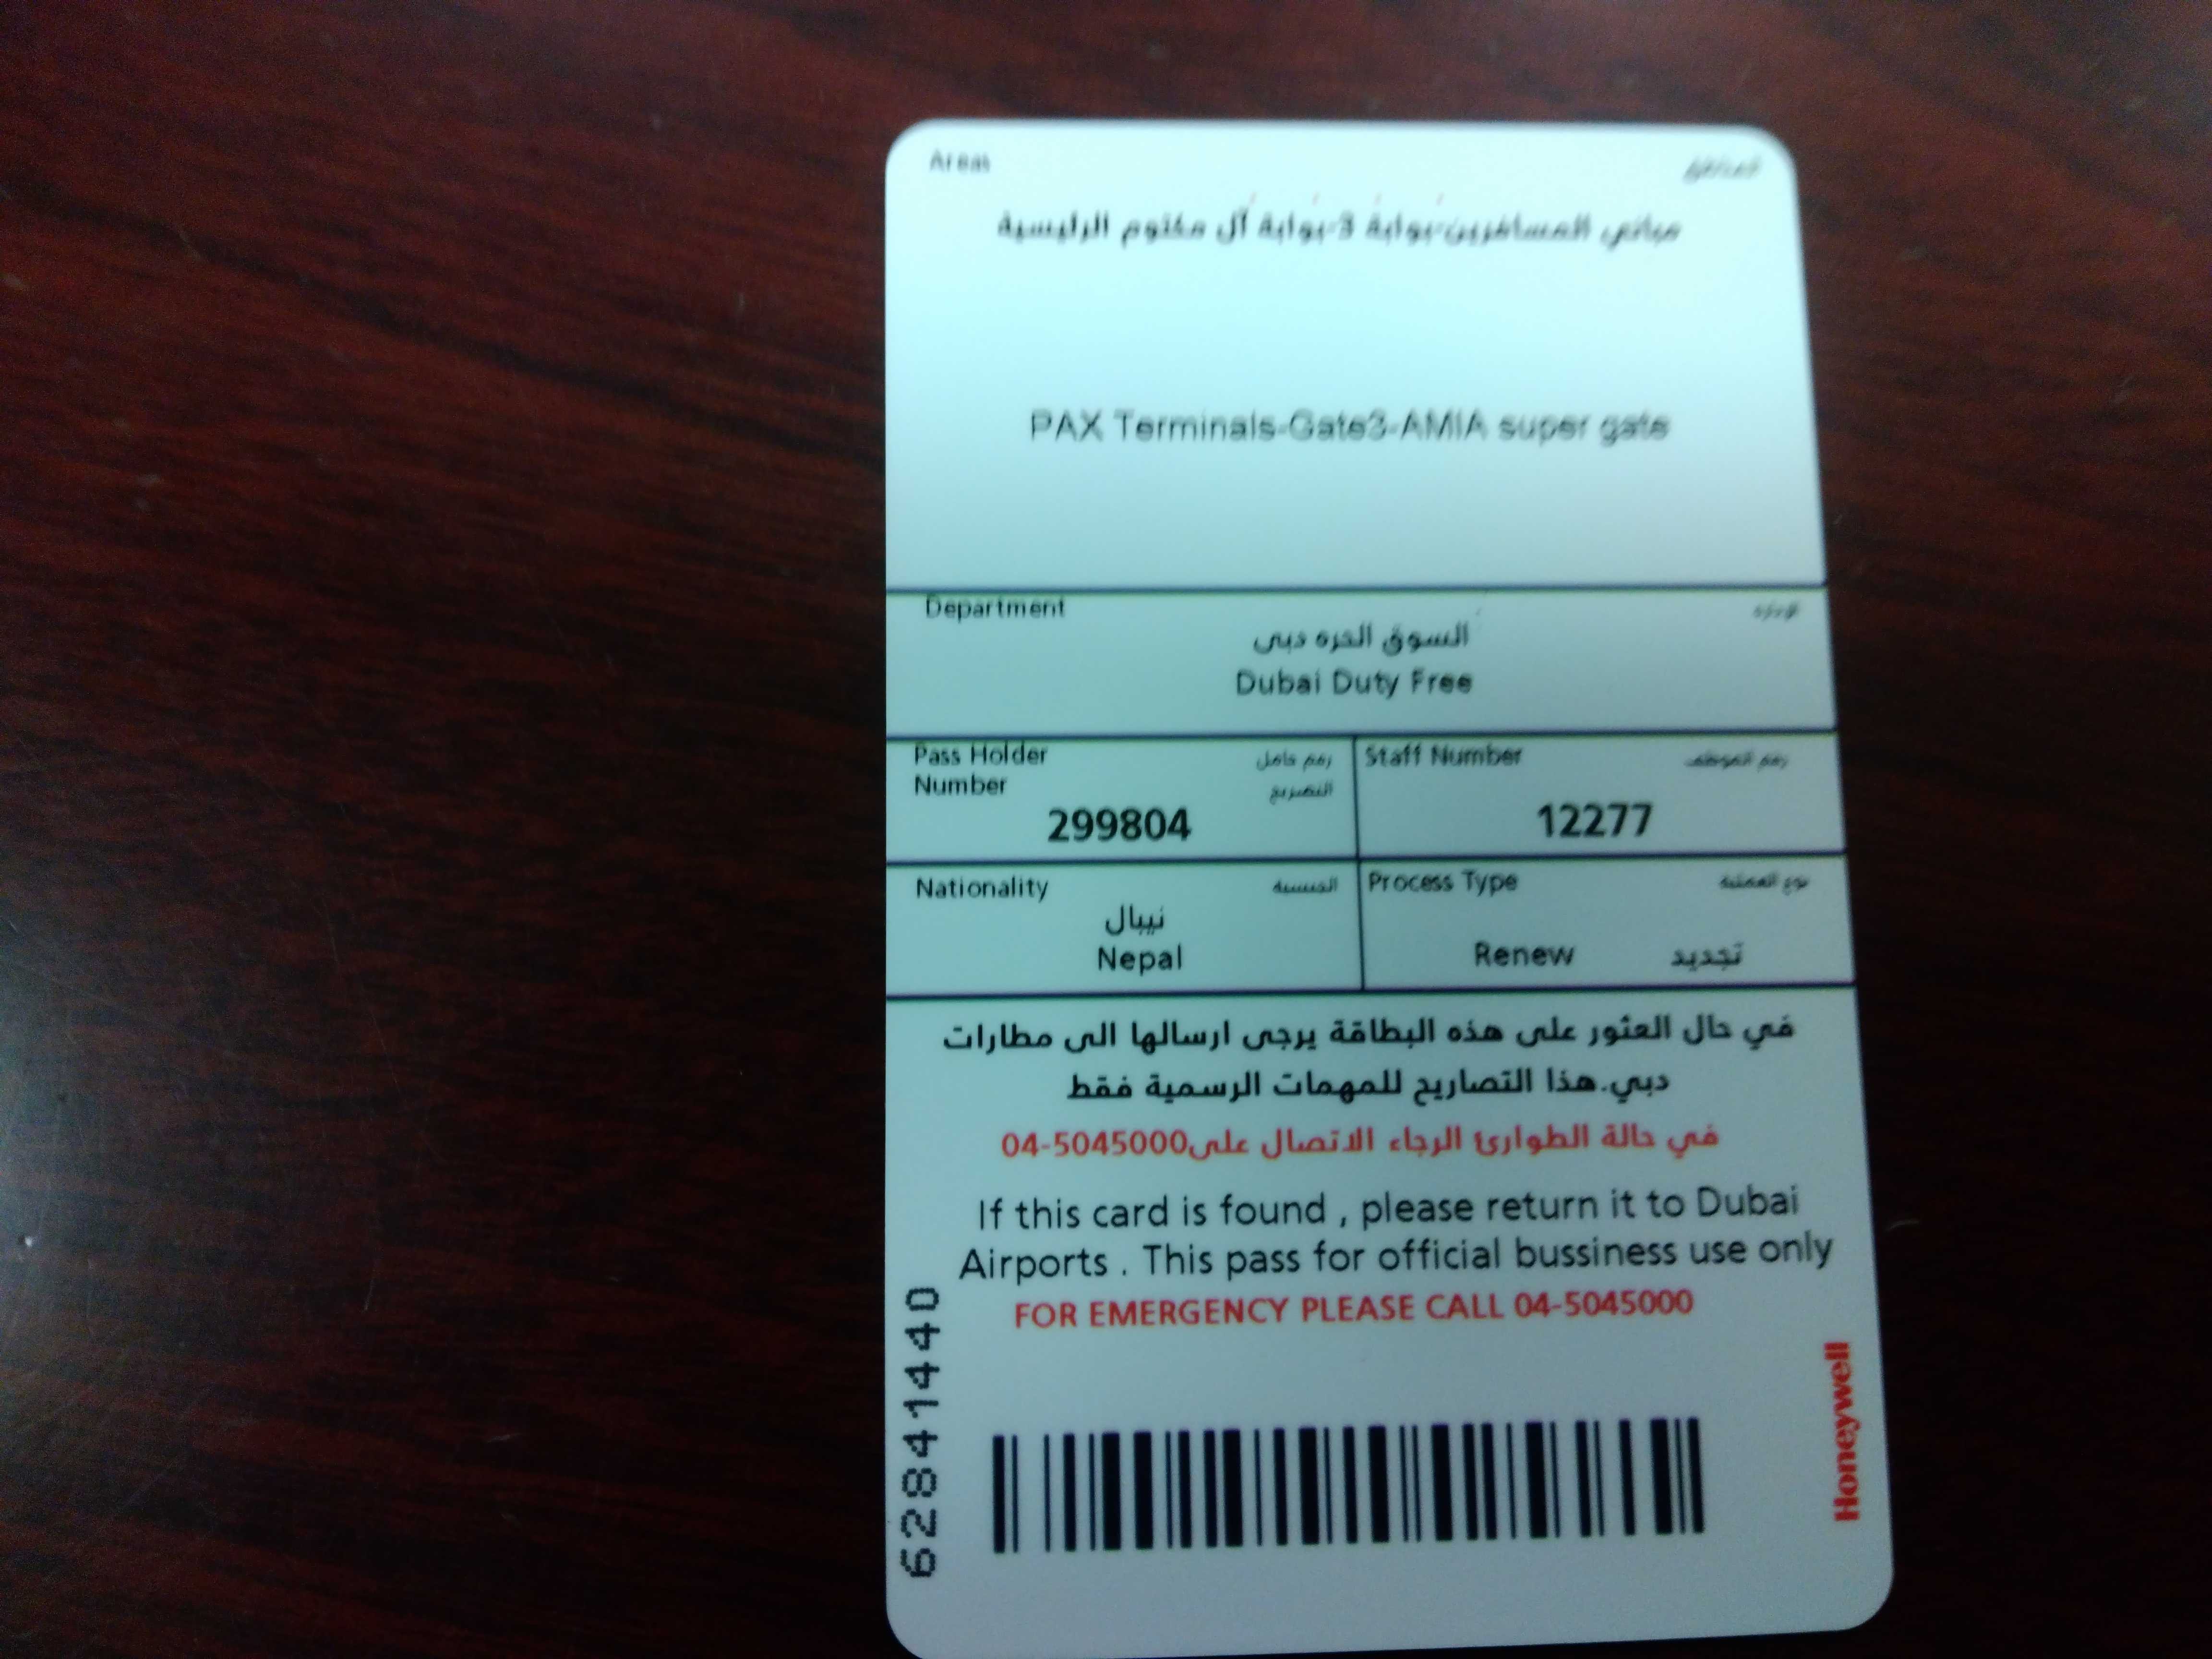 Areas
المناطق
مباني المسافرين-بوابة 3-بوابة آل مكتوم الرئيسية
PAX Terminals-Gate3-AMIA super gate
Department
الادارة
السوق الحره دبى
Dubai Duty Free
Pass Holder
Number
رقم حامل
التصريح
299804
Staff Number
رقم الموظف
12277
Nationality
الجنسية
نيبال
Nepal
Process Type
نوع العملية
Renew تجديد
في حال العثور على هذه البطاقة يرجى ارسالها الى مطارات
دبي.هذا التصاريح للمهمات الرسمية فقط
في حالة الطوارئ الرجاء الاتصال على04-5045000
If this card is found , please return it to Dubai
Airports . This pass for official bussiness use only
FOR EMERGENCY PLEASE CALL 04-5045000
62841440
Honeywell